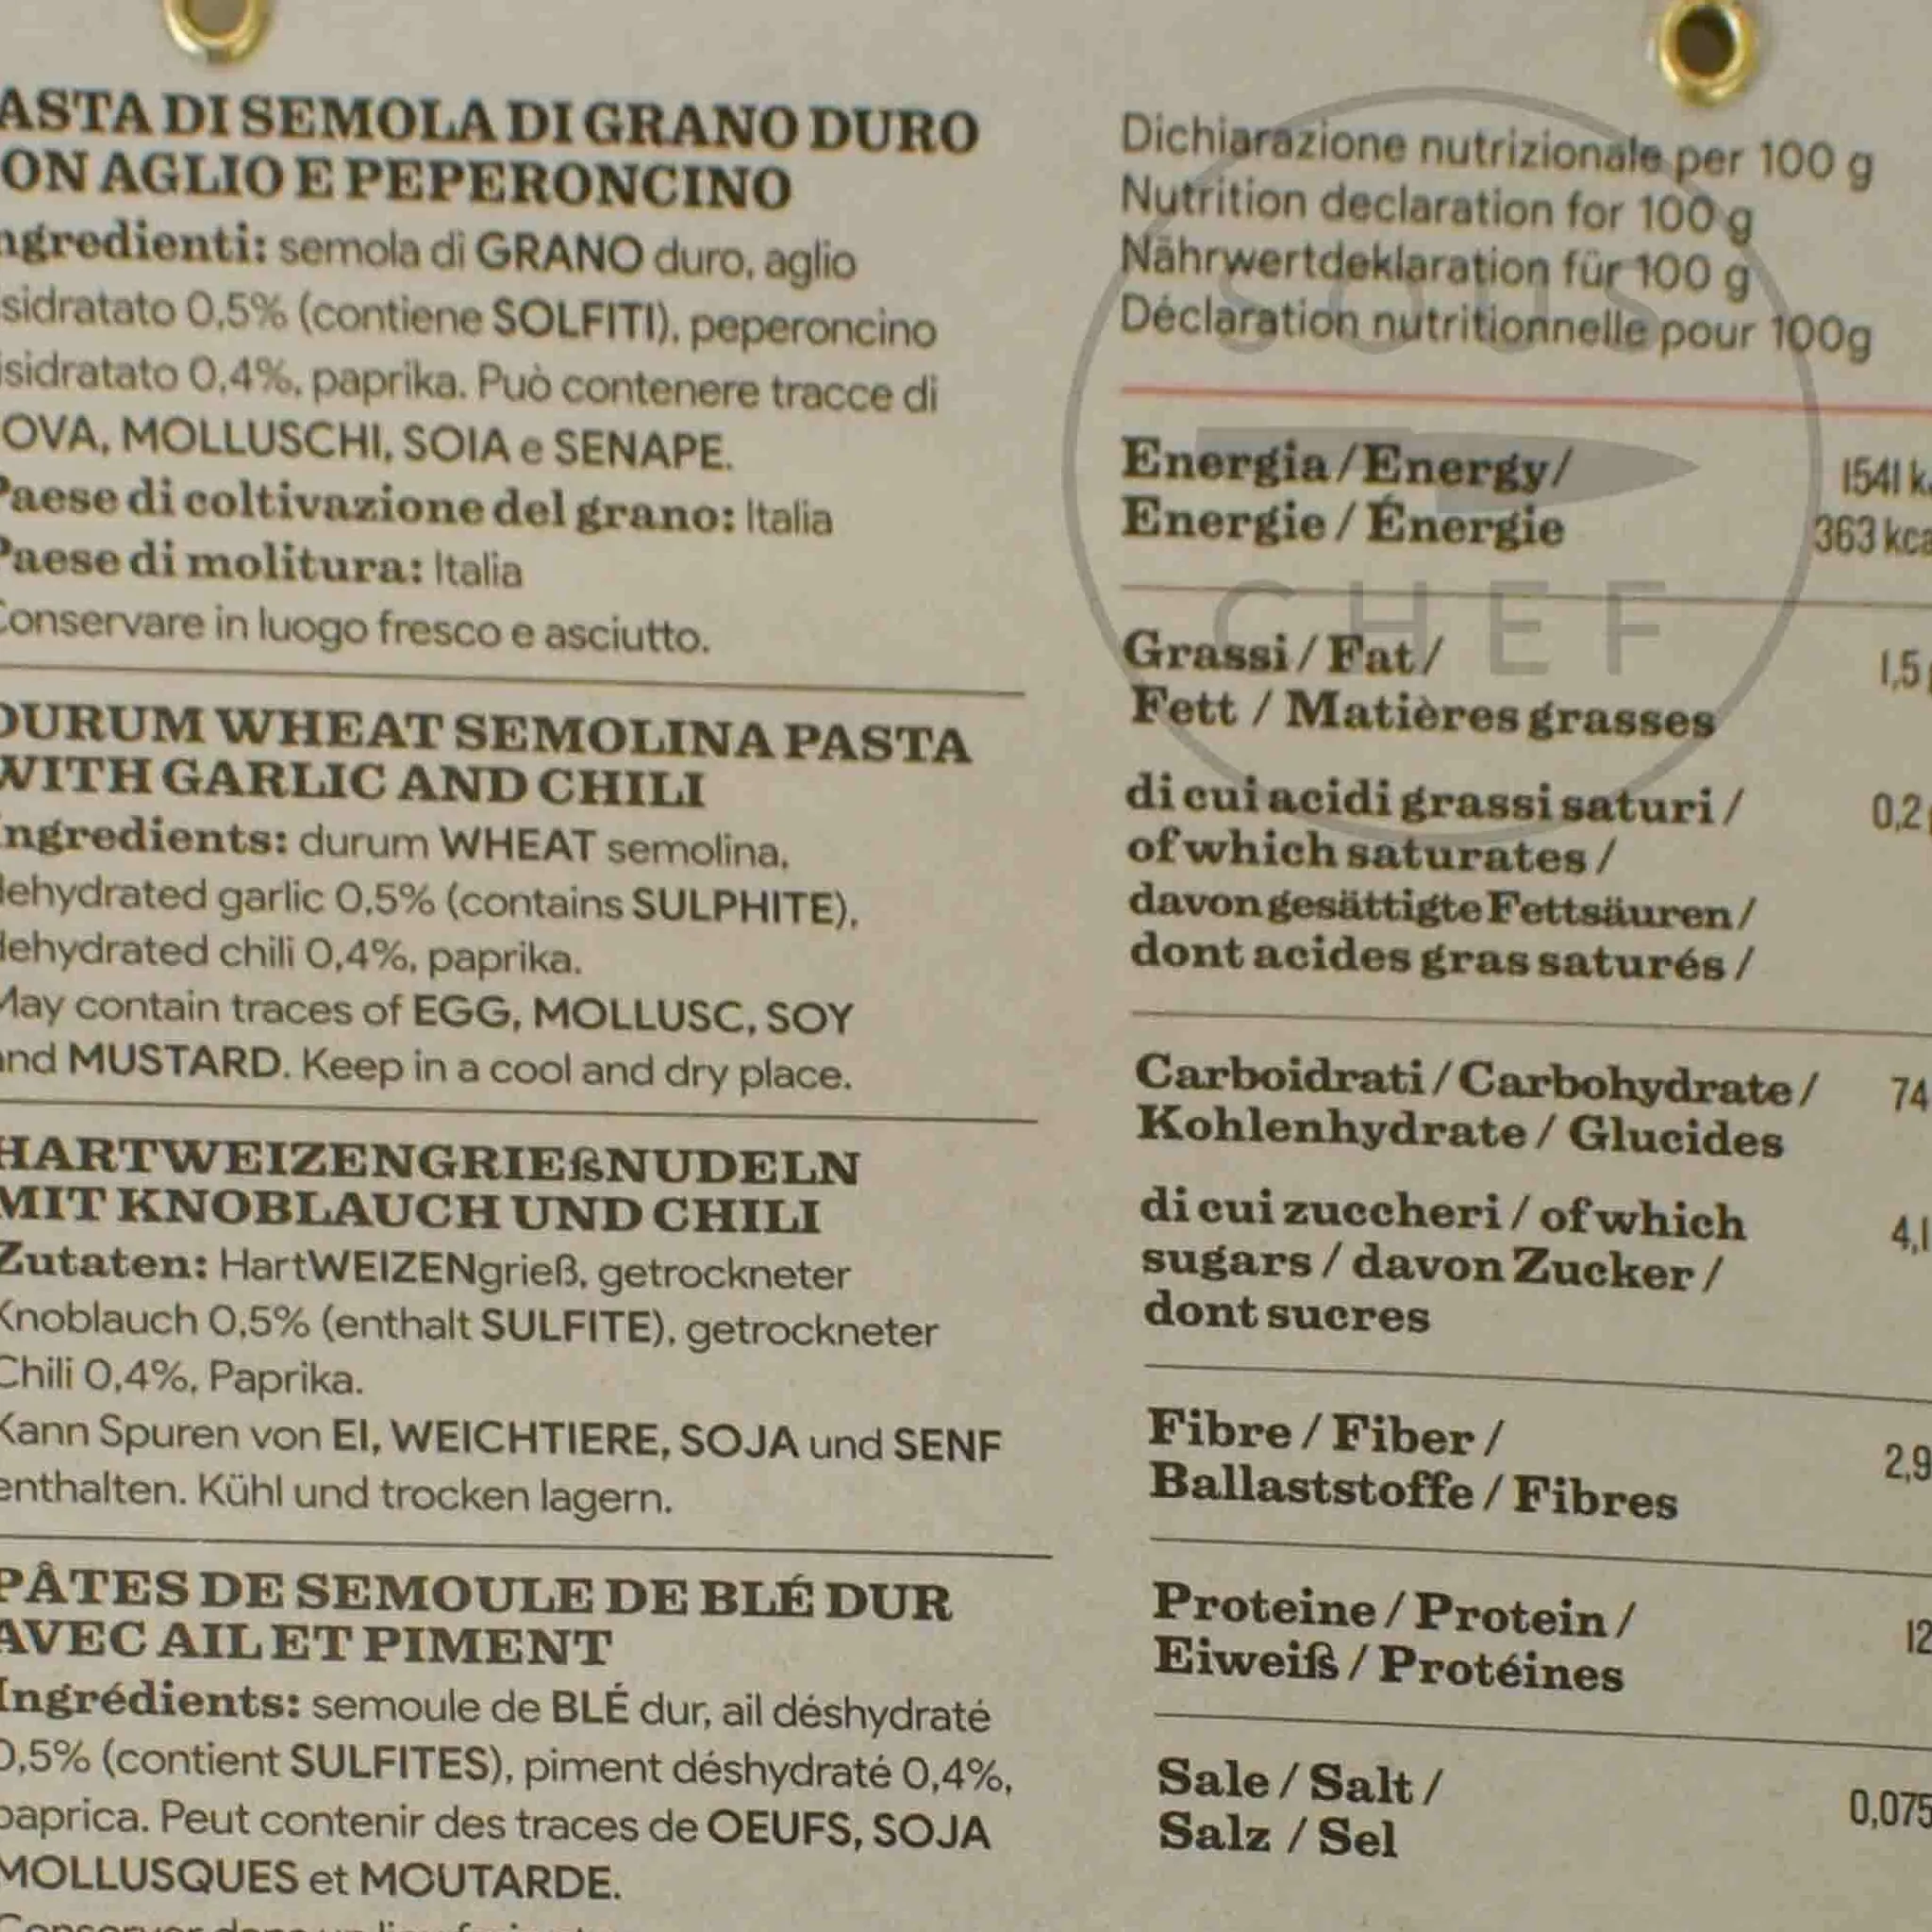 ASTA DI SEMOLA DI GRANO DURO
ON AGLIO E PEPERONCINO
ngredienti: semola di GRANO duro, aglio
sidratato 0,5% (contiene SOLFITI), peperoncino
isidratato 0,4%, paprika. Può contenere tracce di
OVA, MOLLUSCHI, SOIA e SENAPE.
Paese di coltivazione del grano: Italia
Paese di molitura: Italia
Conservare in luogo fresco e asciutto.
DURUM WHEAT SEMOLINA PASTA
WITH GARLIC AND CHILI
Ingredients: durum WHEAT semolina,
dehydrated garlic 0,5% (contains SULPHITE),
dehydrated chili 0,4%, paprika.
May contain traces of EGG, MOLLUSC, SOY
and MUSTARD. Keep in a cool and dry place.
HARTWEIZENGRIEßNUDELN
MIT KNOBLAUCH UND CHILI
Zutaten: HartWEIZENgrieß, getrockneter
Knoblauch 0,5% (enthalt SULFITE), getrockneter
Chili 0,4%, Paprika.
Kann Spuren von EI, WEICHTIERE, SOJA und SENF
enthalten. Kühl und trocken lagern.
PÂTES DE SEMOULE DE BLÉ DUR
AVEC AIL ET PIMENT
Ingrédients: semoule de BLÉ dur, ail déshydraté
0,5% (contient SULFITES), piment déshydraté 0,4%,
paprica. Peut contenir des traces de OEUFS, SOJA
MOLLUSQUES et MOUTARDE.
Dichiarazione nutrizionale per 100 g
Nutrition declaration for 100 g
Nährwertdeklaration für 100 g
Déclaration nutritionnelle pour 100g
SOUS
CHEF
Energia / Energy / 1541 k
Energie / Énergie 363 kca
Grassi / Fat / 1,5
Fett / Matières grasses
di cui acidi grassi saturi / 0,2
of which saturates /
davon gesättigte Fettsäuren /
dont acides gras saturés /
Carboidrati / Carbohydrate / 74
Kohlenhydrate / Glucides
di cui zuccheri / of which 4,1
sugars / davon Zucker /
dont sucres
Fibre / Fiber / 2,9
Ballaststoffe / Fibres
Proteine / Protein / 12
Eiweiß / Protéines
Sale / Salt / 0,075
Salz / Sel